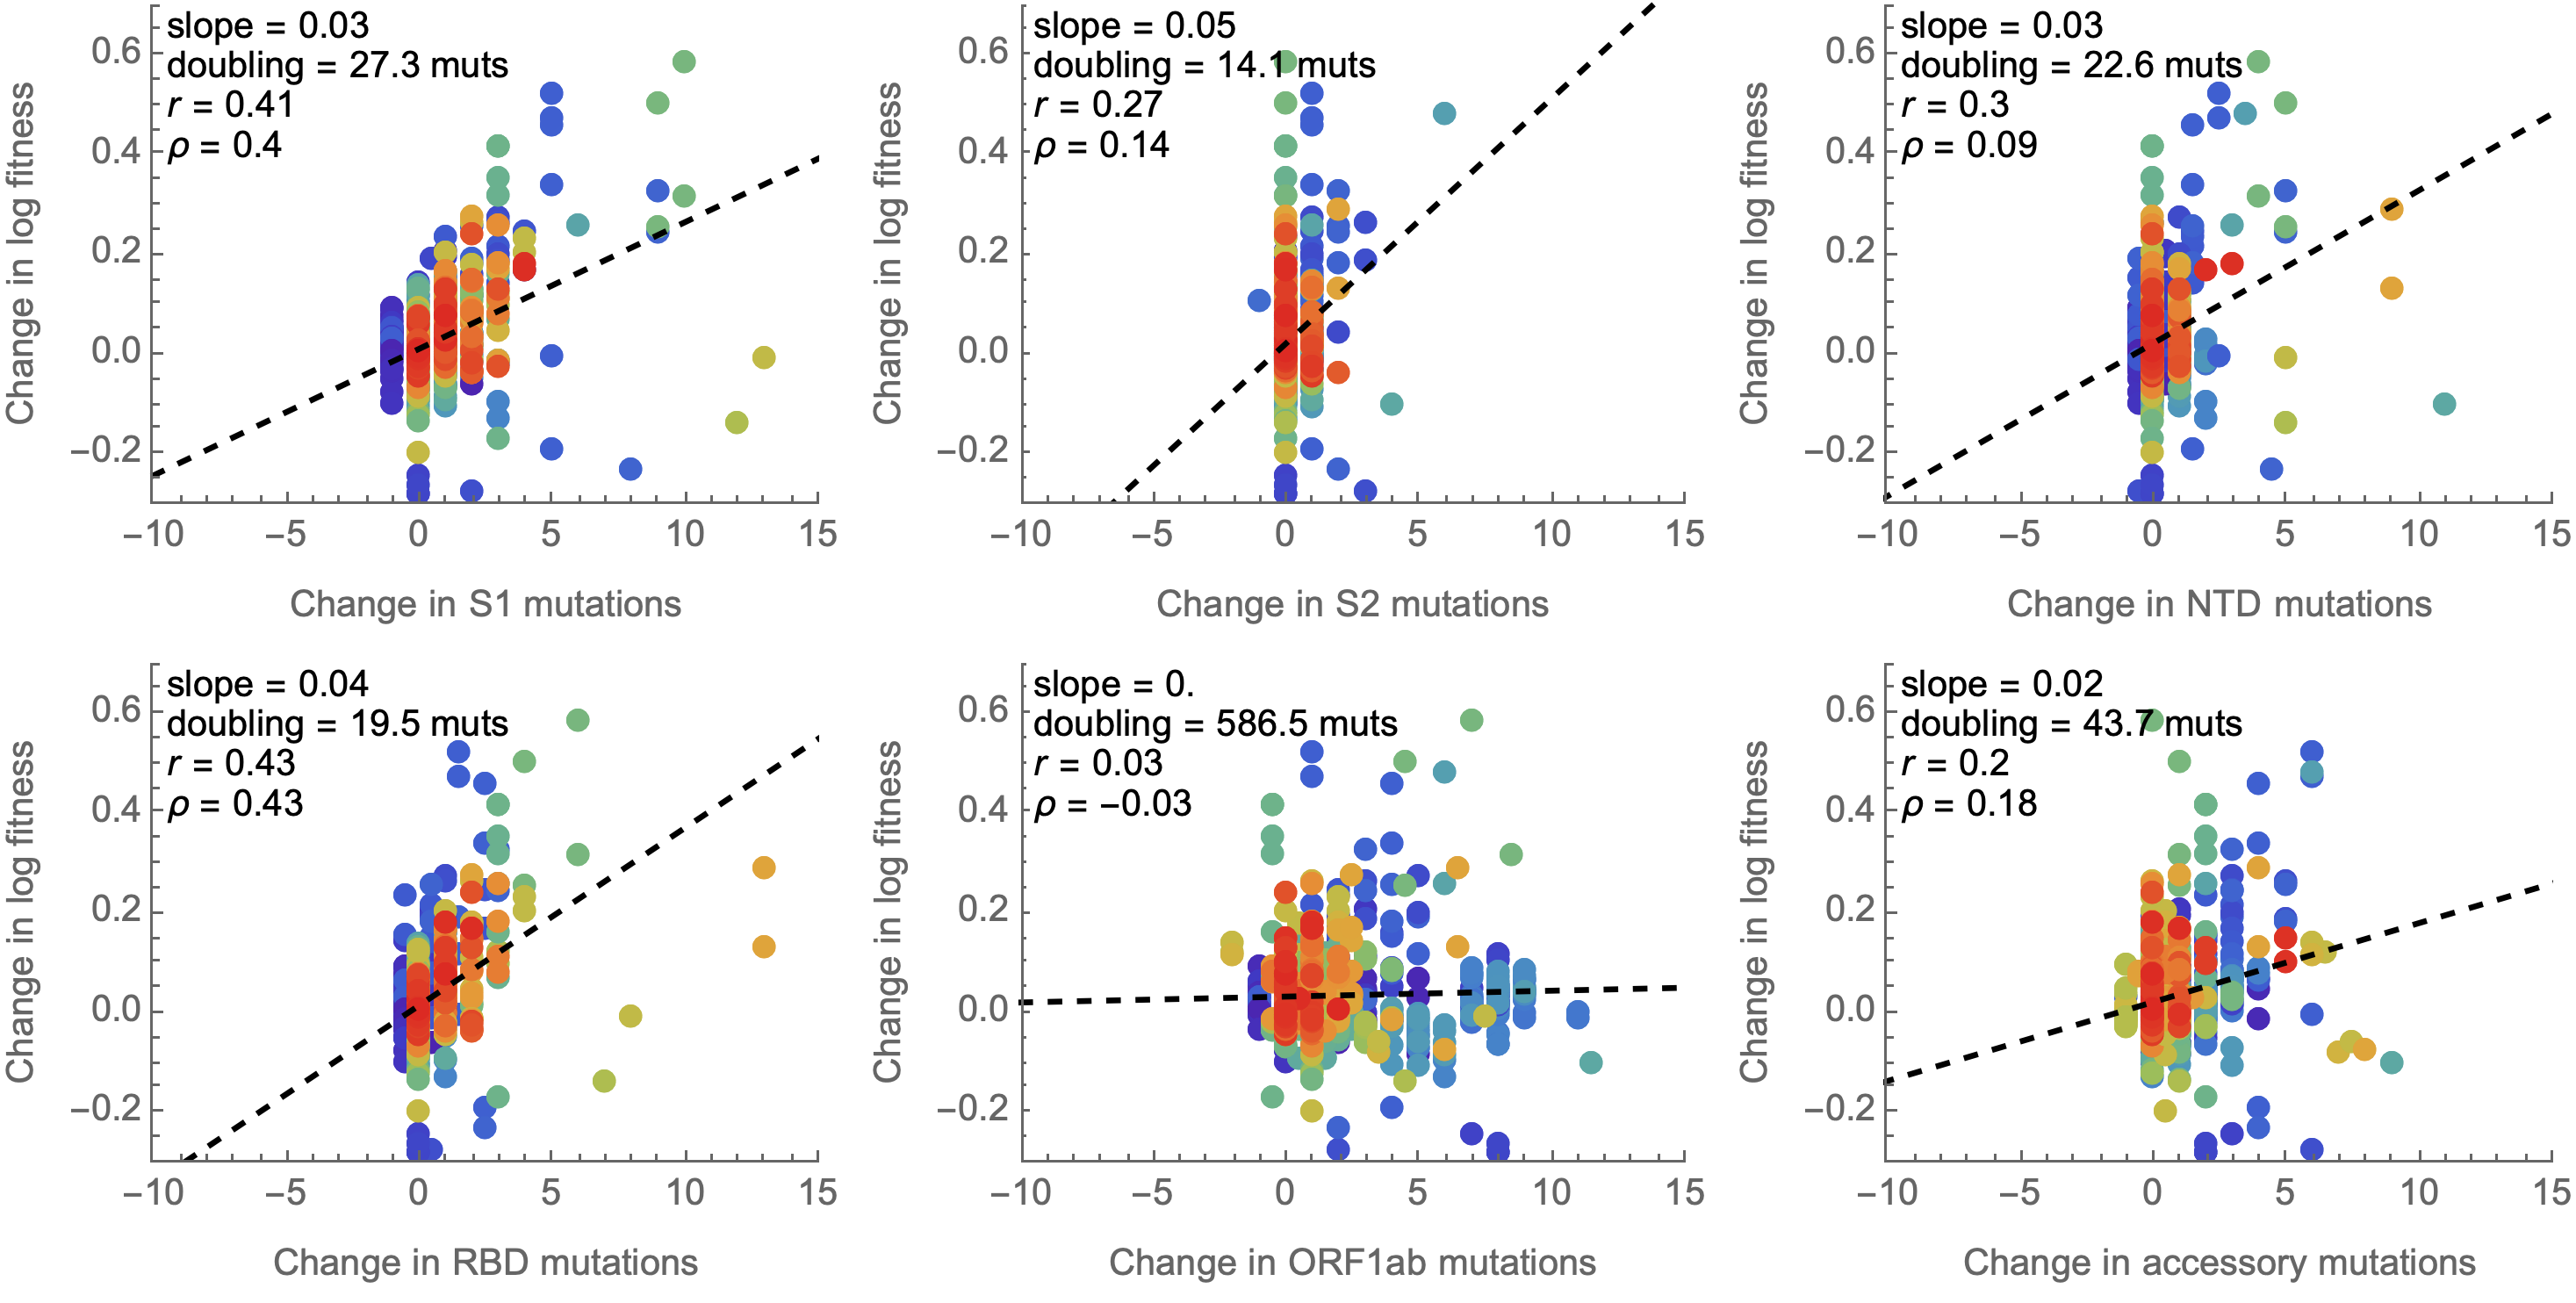 slope = 0.03
doubling = 27.3 muts
r = 0.41
ρ = 0.4
Change in log fitness
0.6
0.4
0.2
0.0
−0.2
−10 −5 0 5 10 15
Change in S1 mutations
slope = 0.05
doubling = 14.1 muts
r = 0.27
ρ = 0.14
Change in log fitness
0.6
0.4
0.2
0.0
−0.2
−10 −5 0 5 10 15
Change in S2 mutations
slope = 0.03
doubling = 22.6 muts
r = 0.3
ρ = 0.09
Change in log fitness
0.6
0.4
0.2
0.0
−0.2
−10 −5 0 5 10 15
Change in NTD mutations
slope = 0.04
doubling = 19.5 muts
r = 0.43
ρ = 0.43
Change in log fitness
0.6
0.4
0.2
0.0
−0.2
−10 −5 0 5 10 15
Change in RBD mutations
slope = 0.
doubling = 586.5 muts
r = 0.03
ρ = −0.03
Change in log fitness
0.6
0.4
0.2
0.0
−0.2
−10 −5 0 5 10 15
Change in ORF1ab mutations
slope = 0.02
doubling = 43.7 muts
r = 0.2
ρ = 0.18
Change in log fitness
0.6
0.4
0.2
0.0
−0.2
−10 −5 0 5 10 15
Change in accessory mutations